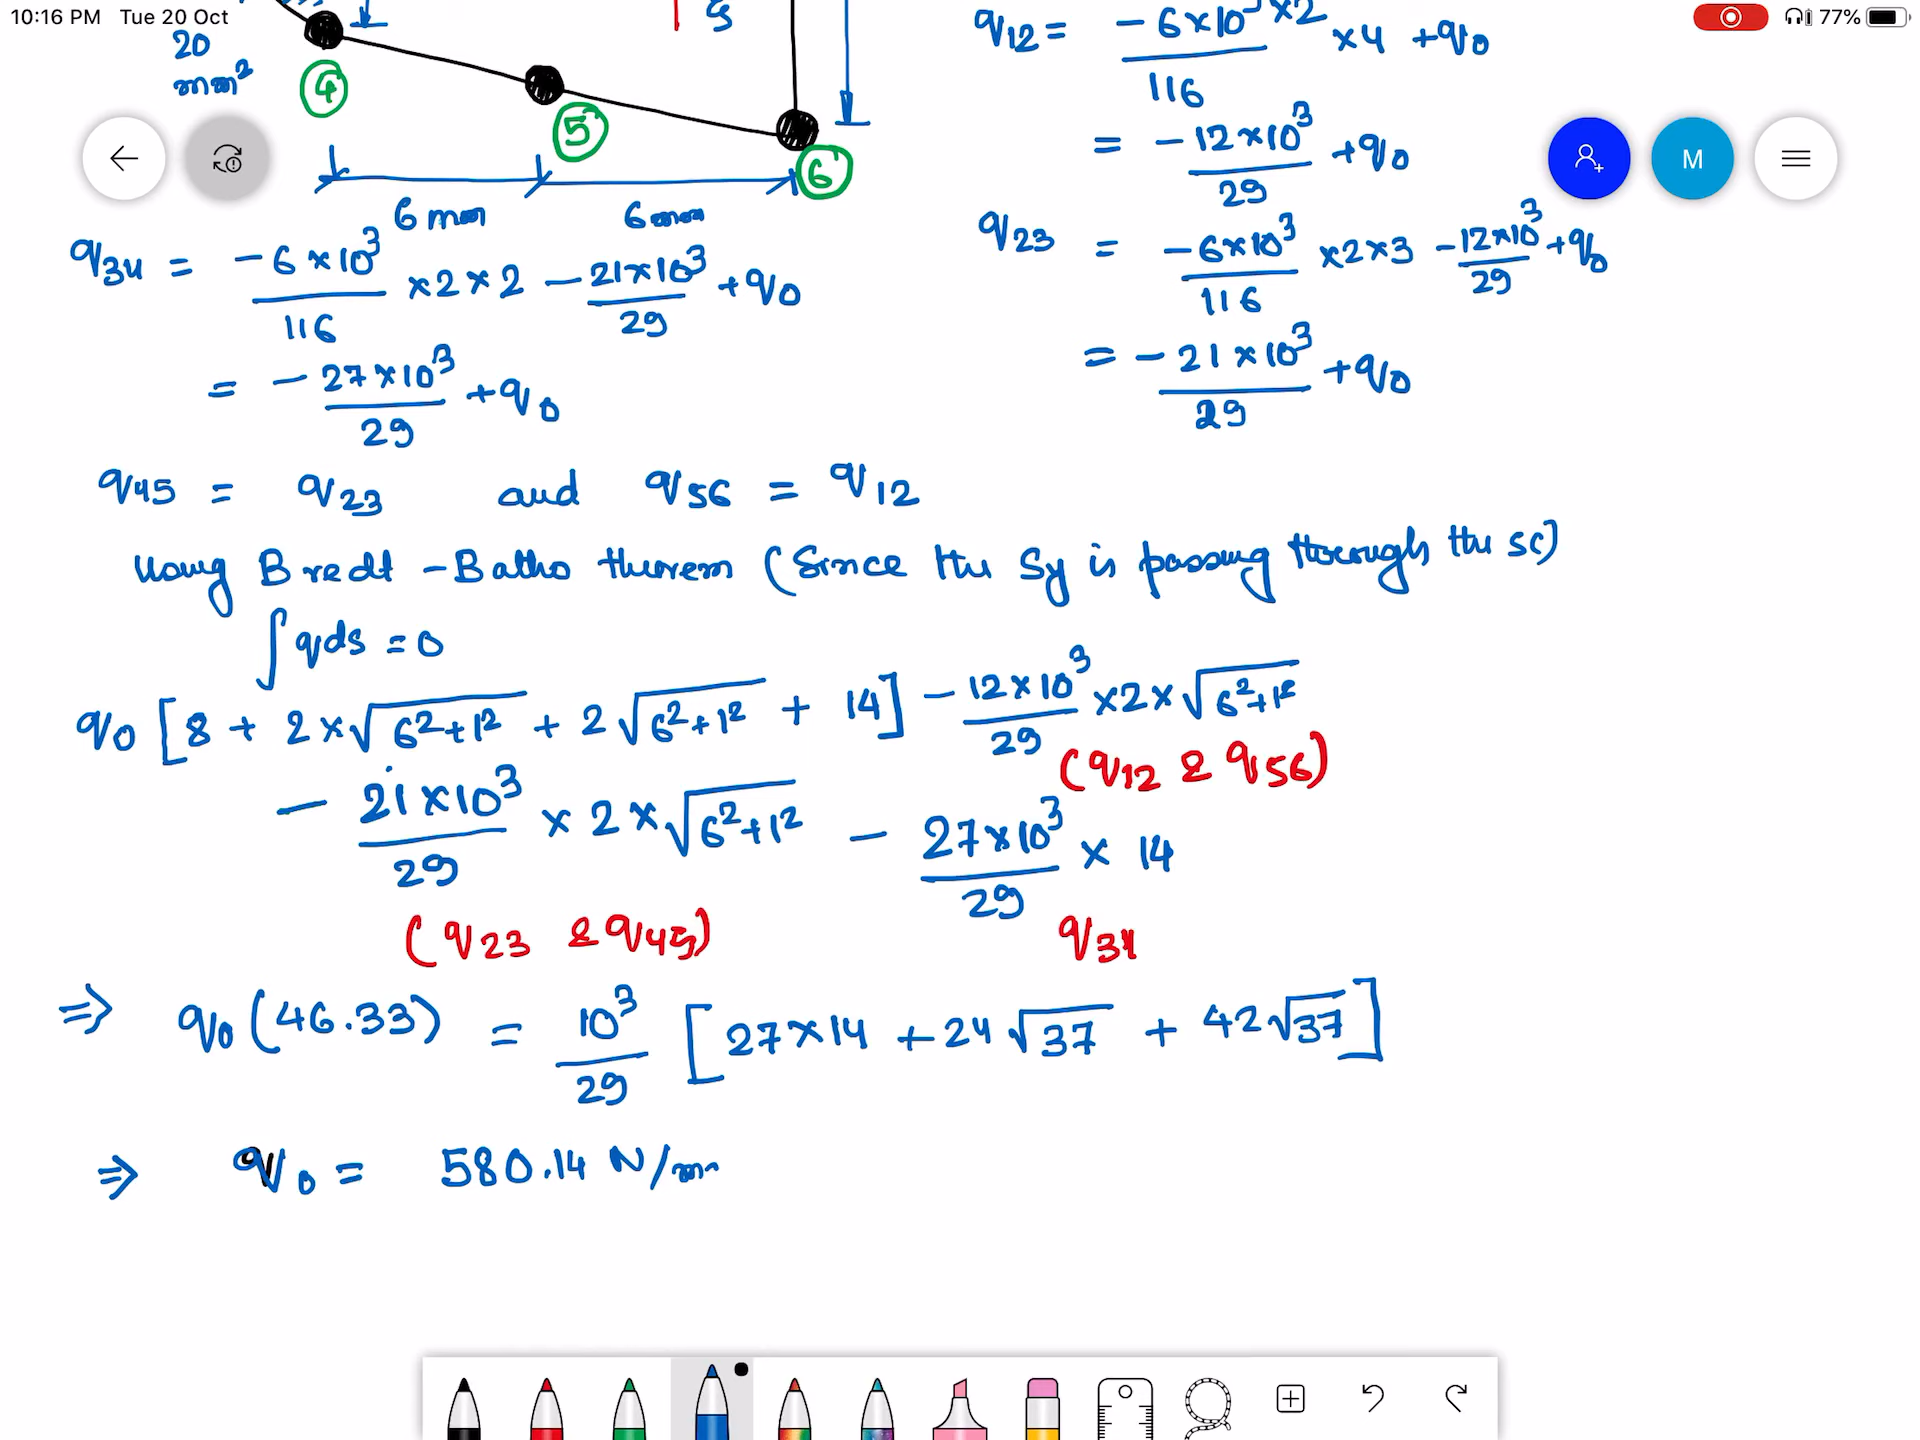 10:16 PM Tue 20 Oct
77%
20
mm²
4
5
6
6 mm 6 mm
M
q12 = -6×10³×2/116 ×4 + q0
= -12×10³/29 + q0
q23 = -6×10³/116 ×2×3 -12×10³/29 + q0
= -21×10³/29 + q0
q34 = -6×10³/116 ×2×2 -21×10³/29 + q0
= -27×10³/29 + q0
q45 = q23 and q56 = q12
Using Bredt-Batho theorem (Since the Sy is passing through the SC)
∫qds = 0
q0 [8 + 2×√(6²+1²) + 2√(6²+1²) + 14] - 12×10³/29 ×2×√(6²+1²)
(q12 & q56)
- 21×10³/29 ×2×√(6²+1²) - 27×10³/29 × 14
(q23 & q45) q34
⇒ q0 (46.33) = 10³/29 [27×14 + 24√37 + 42√37]
⇒ q0 = 580.14 N/mm